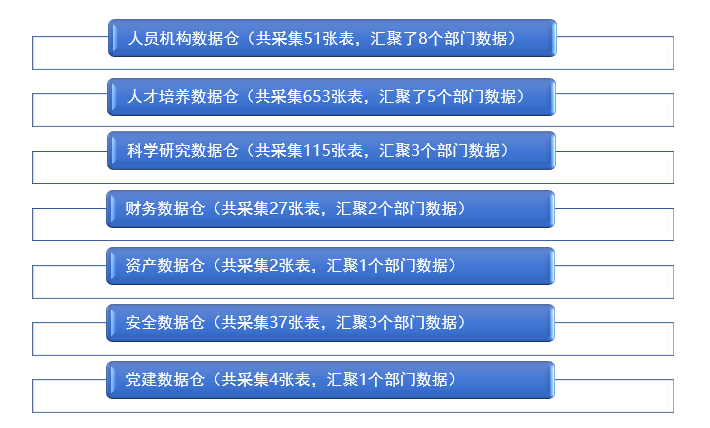 人员机构数据仓（共采集51张表，汇聚了8个部门数据）
人才培养数据仓（共采集653张表，汇聚了5个部门数据）
科学研究数据仓（共采集115张表，汇聚3个部门数据）
财务数据仓（共采集27张表，汇聚2个部门数据）
资产数据仓（共采集2张表，汇聚1个部门数据）
安全数据仓（共采集37张表，汇聚3个部门数据）
党建数据仓（共采集4张表，汇聚1个部门数据）